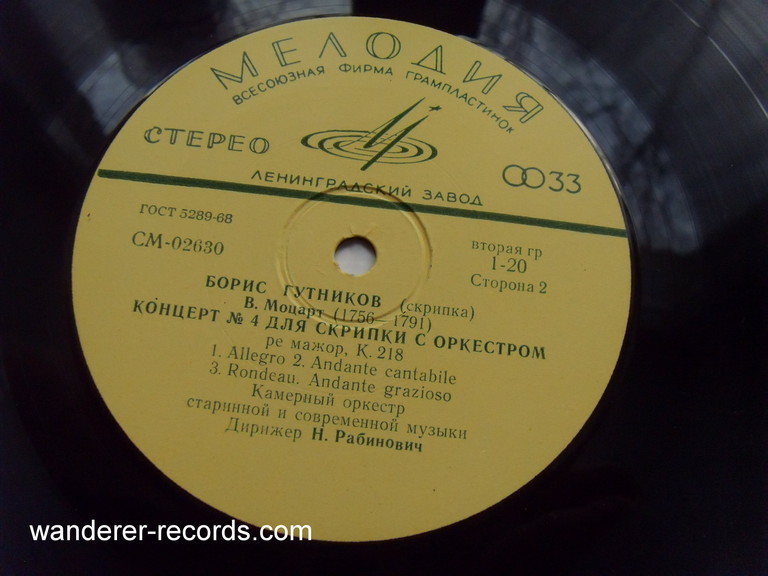 МЕЛОДИЯ
ВСЕСОЮЗНАЯ ФИРМА ГРАМПЛАСТИНОК
СТЕРЕО
33
ЛЕНИНГРАДСКИЙ ЗАВОД
ГОСТ 5289-68
СМ-02630
вторая гр
1-20
Сторона 2
БОРИС ГУТНИКОВ (скрипка)
В. Моцарт (1756—1791)
КОНЦЕРТ № 4 ДЛЯ СКРИПКИ С ОРКЕСТРОМ
ре мажор, К. 218
1. Allegro 2. Andante cantabile
3. Rondeau. Andante grazioso
Камерный оркестр
старинной и современной музыки
Дирижер Н. Рабинович
wanderer-records.com